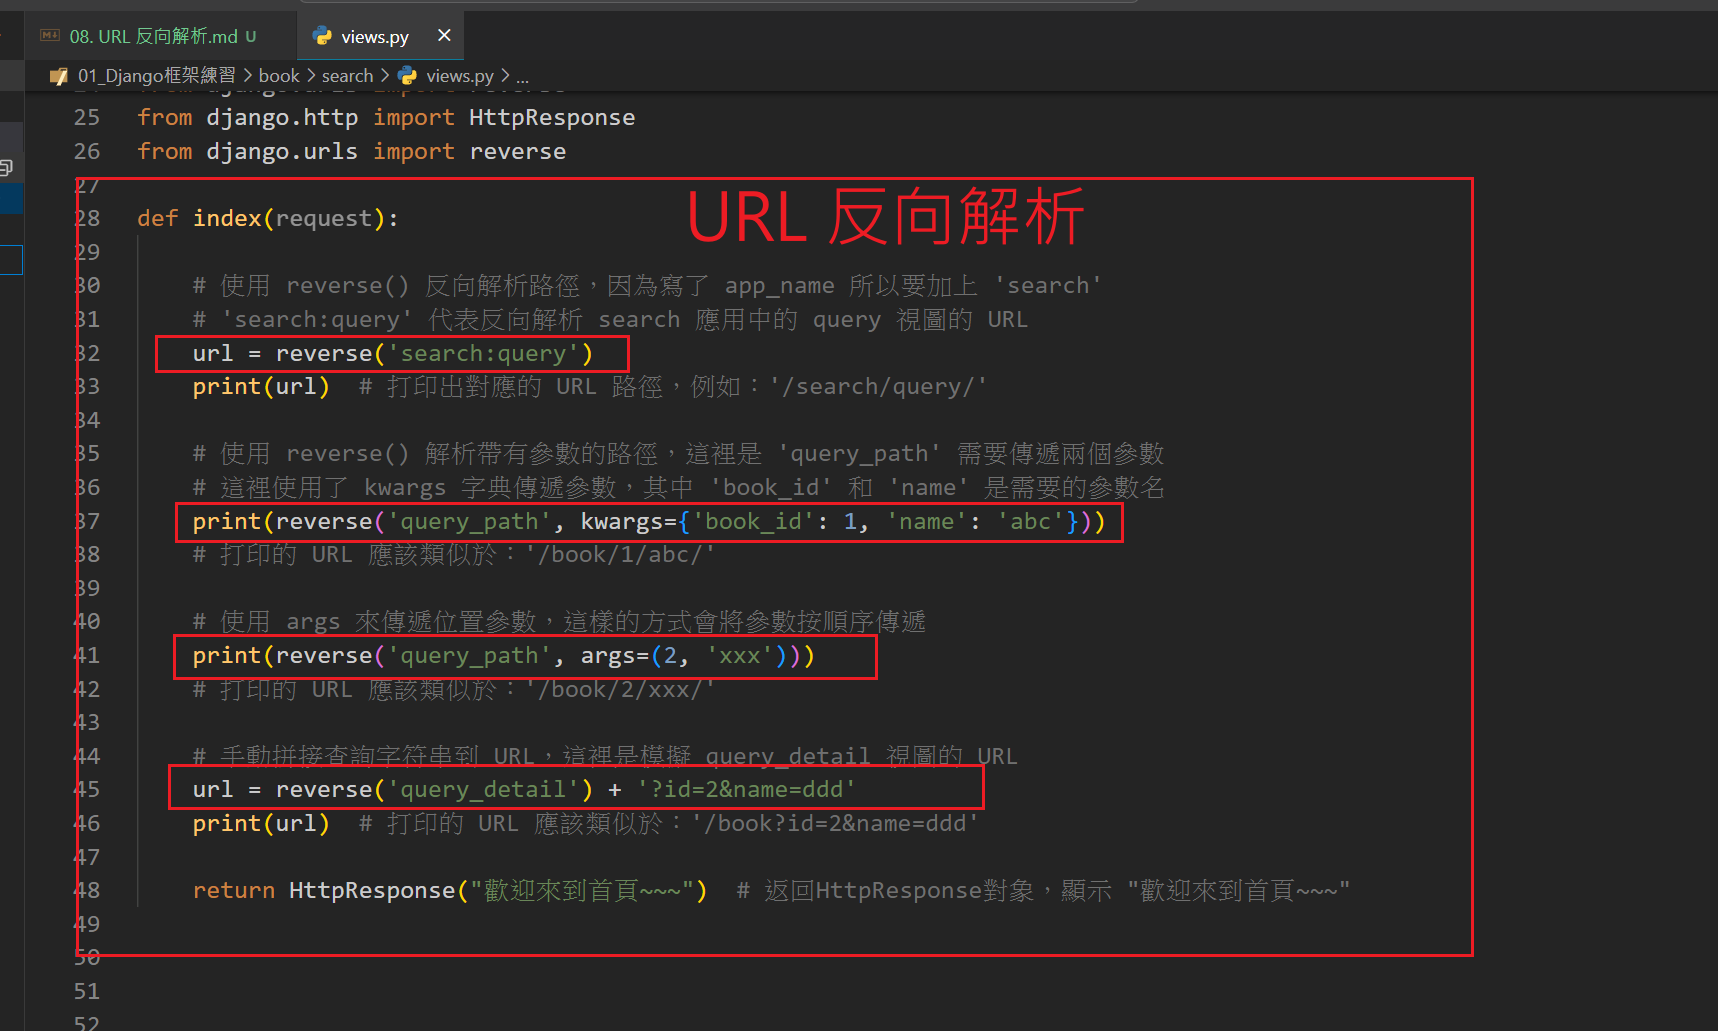 08. URL 反向解析.md U
views.py
01_Django框架練習 > book > search > views.py > ...
25 from django.http import HttpResponse
26 from django.urls import reverse
27
URL 反向解析
28 def index(request):
29
30 # 使用 reverse() 反向解析路徑，因為寫了 app_name 所以要加上 'search'
31 # 'search:query' 代表反向解析 search 應用中的 query 視圖的 URL
32 url = reverse('search:query')
33 print(url) # 打印出對應的 URL 路徑，例如：'/search/query/'
34
35 # 使用 reverse() 解析帶有參數的路徑，這裡是 'query_path' 需要傳遞兩個參數
36 # 這裡使用了 kwargs 字典傳遞參數，其中 'book_id' 和 'name' 是需要的參數名
37 print(reverse('query_path', kwargs={'book_id': 1, 'name': 'abc'}))
38 # 打印的 URL 應該類似於：'/book/1/abc/'
39
40 # 使用 args 來傳遞位置參數，這樣的方式會將參數按順序傳遞
41 print(reverse('query_path', args=(2, 'xxx')))
42 # 打印的 URL 應該類似於：'/book/2/xxx/'
43
44 # 手動拼接查詢字符串到 URL，這裡是模擬 query_detail 視圖的 URL
45 url = reverse('query_detail') + '?id=2&name=ddd'
46 print(url) # 打印的 URL 應該類似於：'/book?id=2&name=ddd'
47
48 return HttpResponse("歡迎來到首頁~~~") # 返回HttpResponse對象，顯示 "歡迎來到首頁~~~"
49
50
51
52